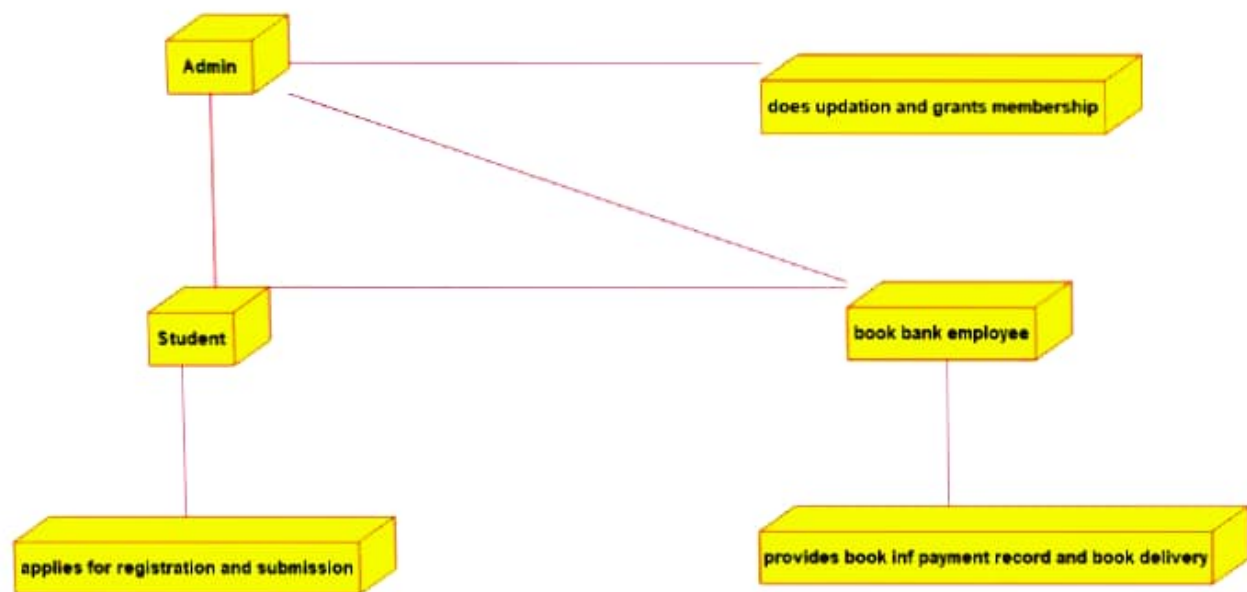 Admin
does updation and grants membership
Student
book bank employee
applies for registration and submission
provides book inf payment record and book delivery